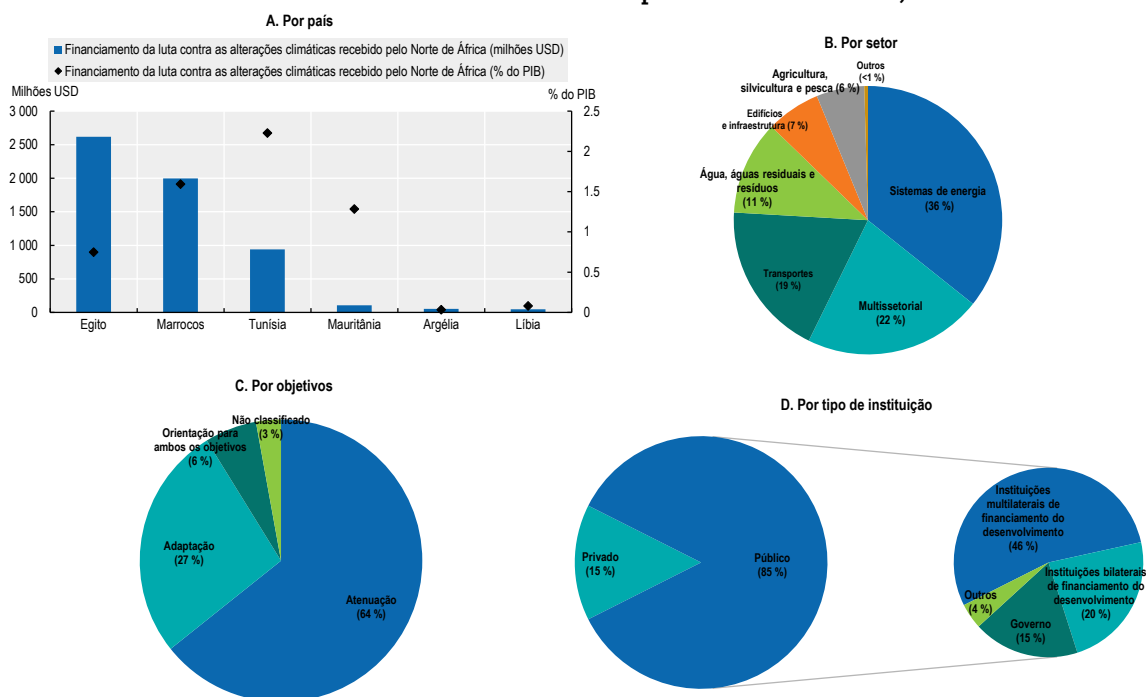 A. Por país
Financiamento da luta contra as alterações climáticas recebido pelo Norte de África (milhões USD)
Financiamento da luta contra as alterações climáticas recebido pelo Norte de África (% do PIB)
Milhões USD
% do PIB
3 000
2 500
2 000
1 500
1 000
500
0
2.5
2
1.5
1
0.5
0
Egito
Marrocos
Tunísia
Mauritânia
Argélia
Líbia
B. Por setor
Outros
(<1 %)
Agricultura,
silvicultura e pesca (6 %)
Edifícios
e infraestrutura (7 %)
Água, águas residuais e
resíduos
(11 %)
Transportes
(19 %)
Multissetorial
(22 %)
Sistemas de energia
(36 %)
C. Por objetivos
Não classificado
(3 %)
Orientação para
ambos os objetivos
(6 %)
Adaptação
(27 %)
Atenuação
(64 %)
D. Por tipo de instituição
Privado
(15 %)
Público
(85 %)
Instituições
multilaterais de
financiamento do
desenvolvimento
(46 %)
Instituições bilaterais
de financiamento do
desenvolvimento
(20 %)
Governo
(15 %)
Outros
(4 %)